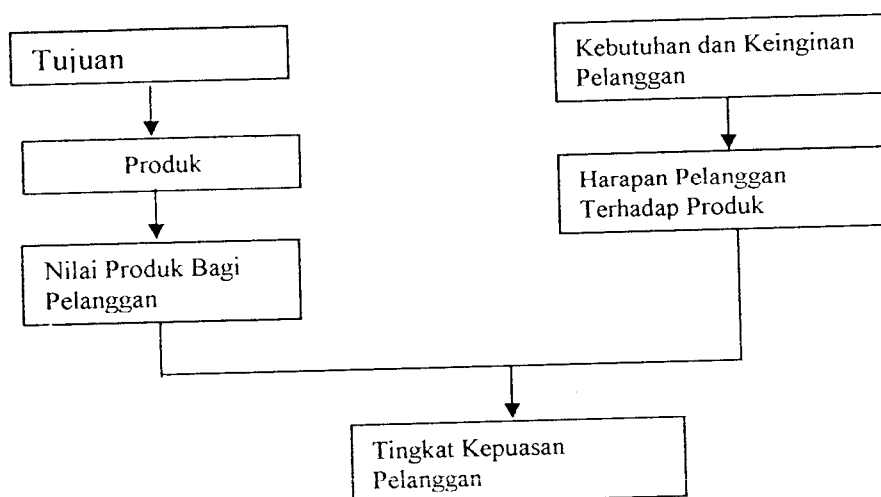 Tujuan
Produk
Nilai Produk Bagi
Pelanggan
Kebutuhan dan Keinginan
Pelanggan
Harapan Pelanggan
Terhadap Produk
Tingkat Kepuasan
Pelanggan